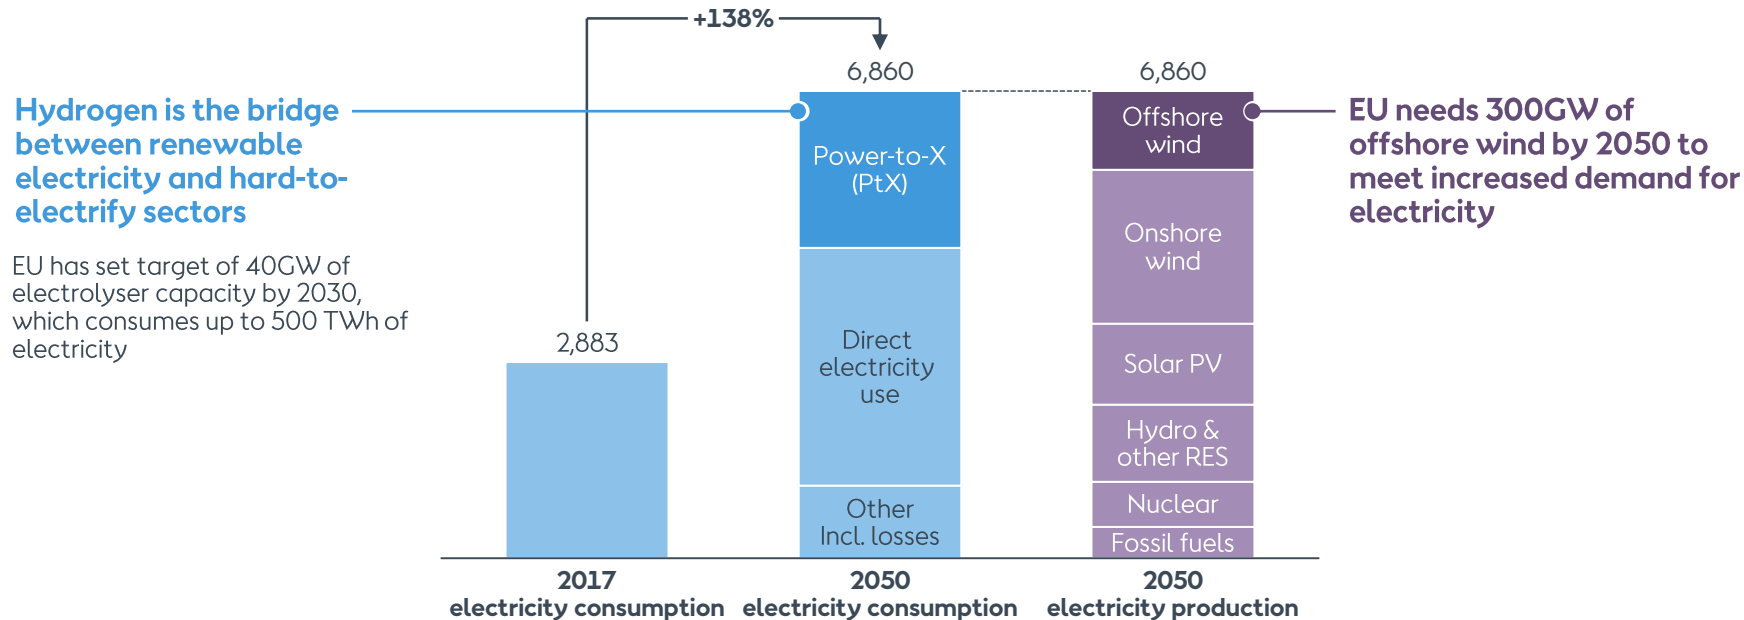 +138%
6,860
6,860
Hydrogen is the bridge
between renewable
electricity and hard-to-
electrify sectors
EU has set target of 40GW of
electrolyser capacity by 2030,
which consumes up to 500 TWh of
electricity
2,883
Power-to-X
(PtX)
Direct
electricity
use
Other
Incl. losses
Offshore
wind
Onshore
wind
Solar PV
Hydro &
other RES
Nuclear
Fossil fuels
EU needs 300GW of
offshore wind by 2050 to
meet increased demand for
electricity
2017
electricity consumption
2050
electricity consumption
2050
electricity production